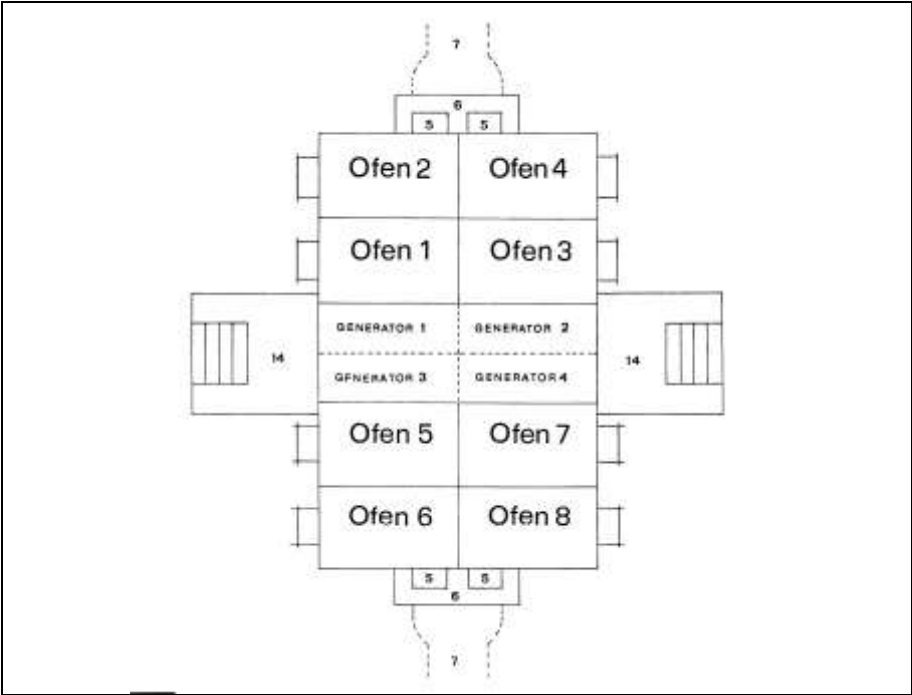 7
6
5 5
Ofen 2 Ofen 4
Ofen 1 Ofen 3
GENERATOR 1 GENERATOR 2
14 14
GFNERATOR 3 GENERATOR 4
Ofen 5 Ofen 7
Ofen 6 Ofen 8
5 5
6
7